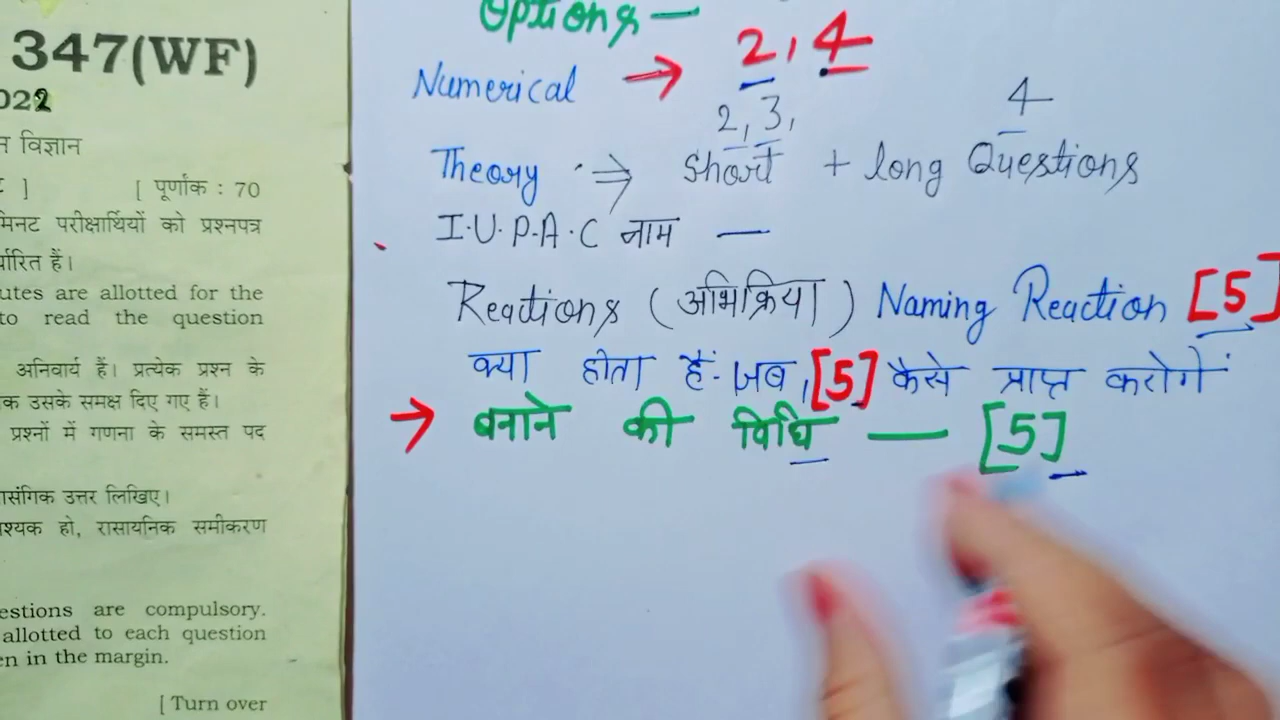 347(WF)
2022
विज्ञान
] [ पूर्णांक : 70
मिनट परीक्षार्थियों को प्रश्नपत्र
हैं।
utes are allotted for the
to read the question
अनिवार्य हैं। प्रत्येक प्रश्न के
क उसके समक्ष दिए गए हैं।
प्रश्नों में गणना के समस्त पद
संगिक उत्तर लिखिए।
श्यक हो, रासायनिक समीकरण
estions are compulsory.
allotted to each question
en in the margin.
[ Turn over
Options —
Numerical → 2, 4
2, 3, 4
Theory ⇒ Short + long Questions
I.U.P.A.C नाम —
Reactions (अभिक्रिया) Naming Reaction [5]
क्या होता हैं जब, [5] कैसे प्राप्त करोगें
→ बनाने की विधि — [5]